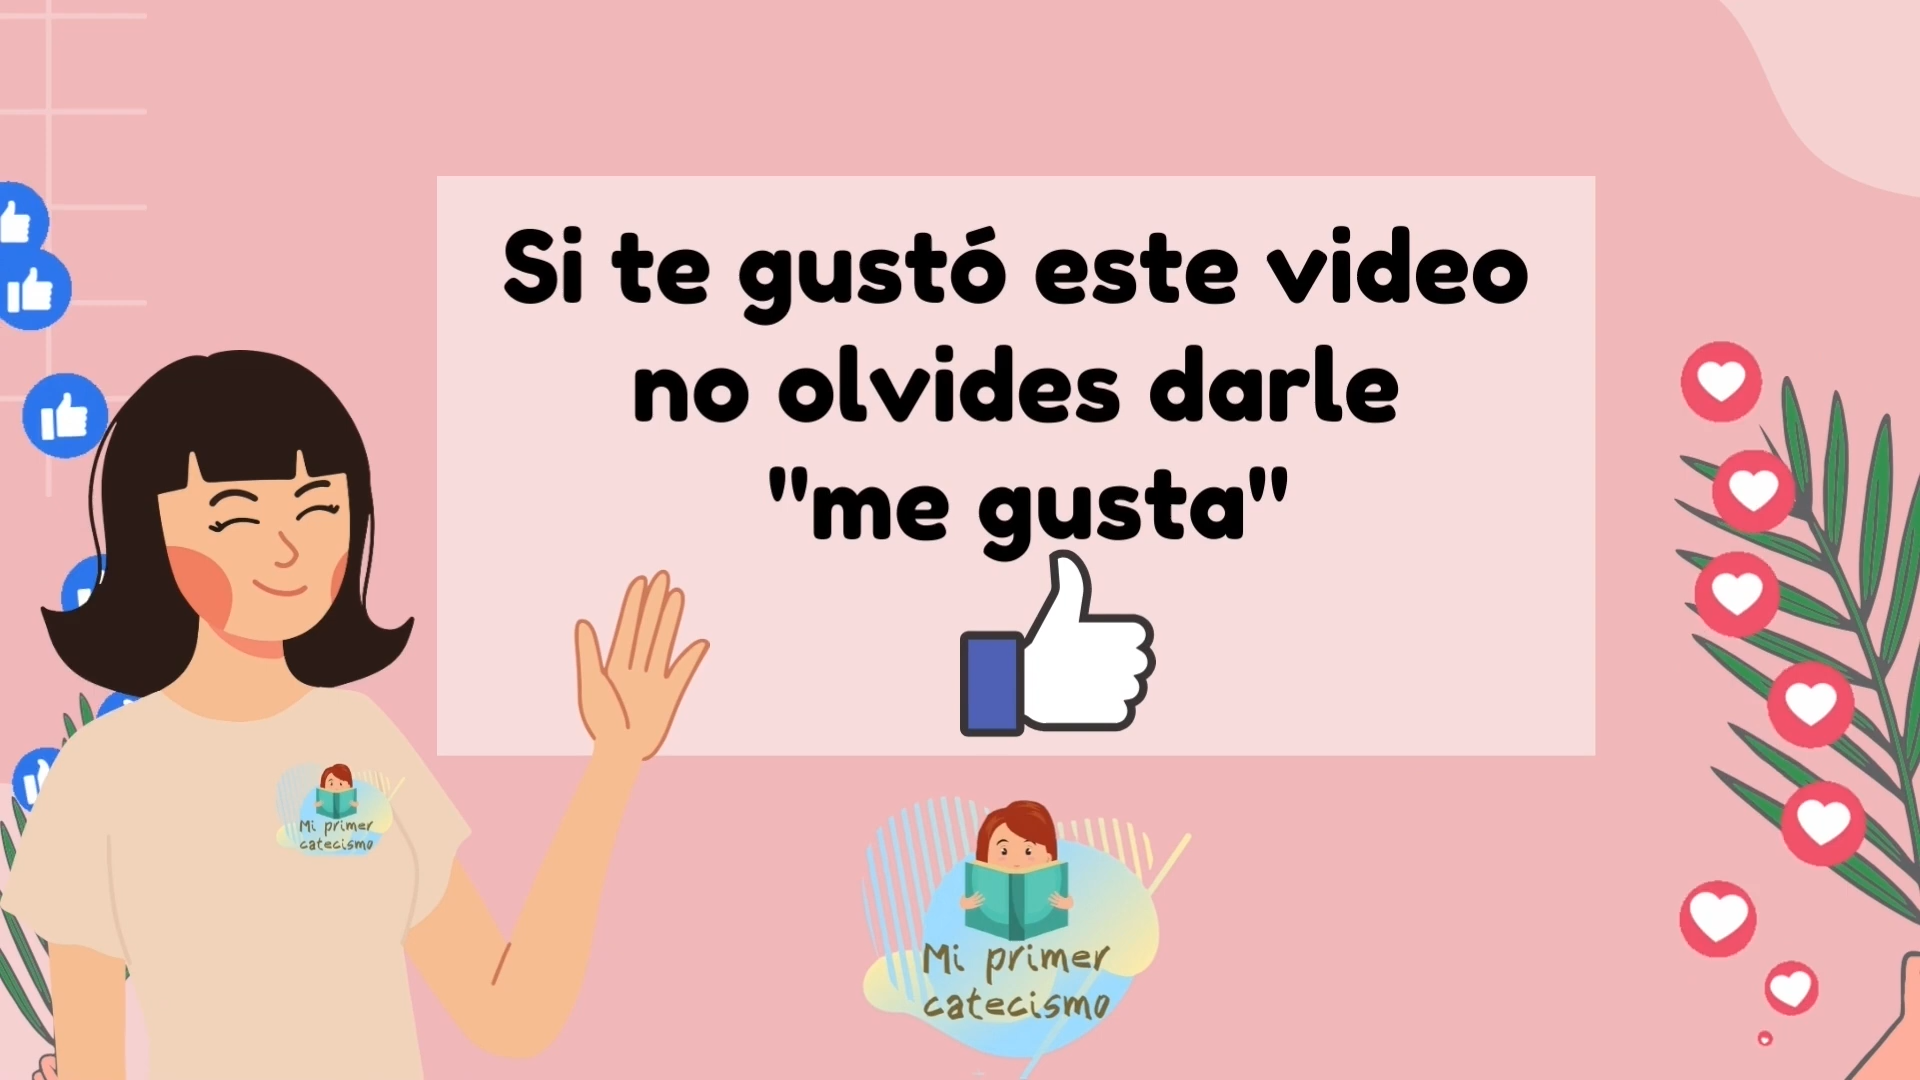 Si te gustó este video
no olvides darle
"me gusta"
Mi primer
catecismo
Mi primer
catecismo